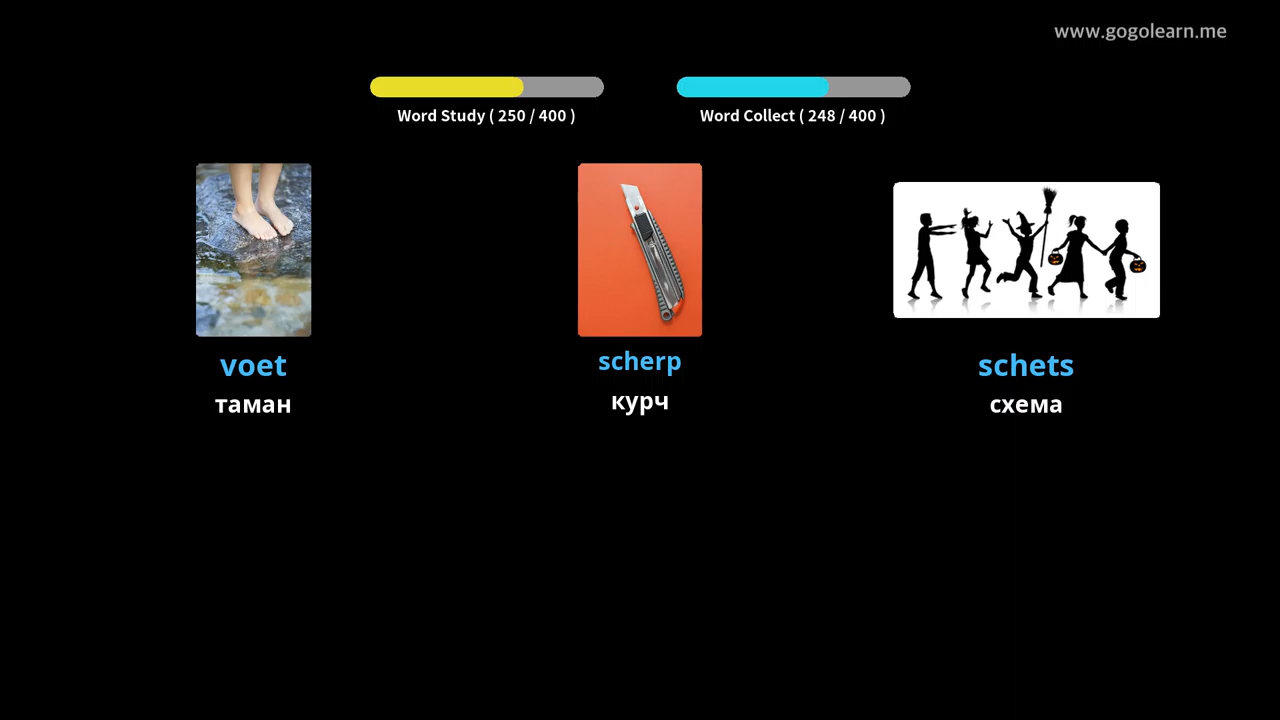 www.gogolearn.me
Word Study ( 250 / 400 )
Word Collect ( 248 / 400 )
voet
таман
scherp
курч
schets
схема